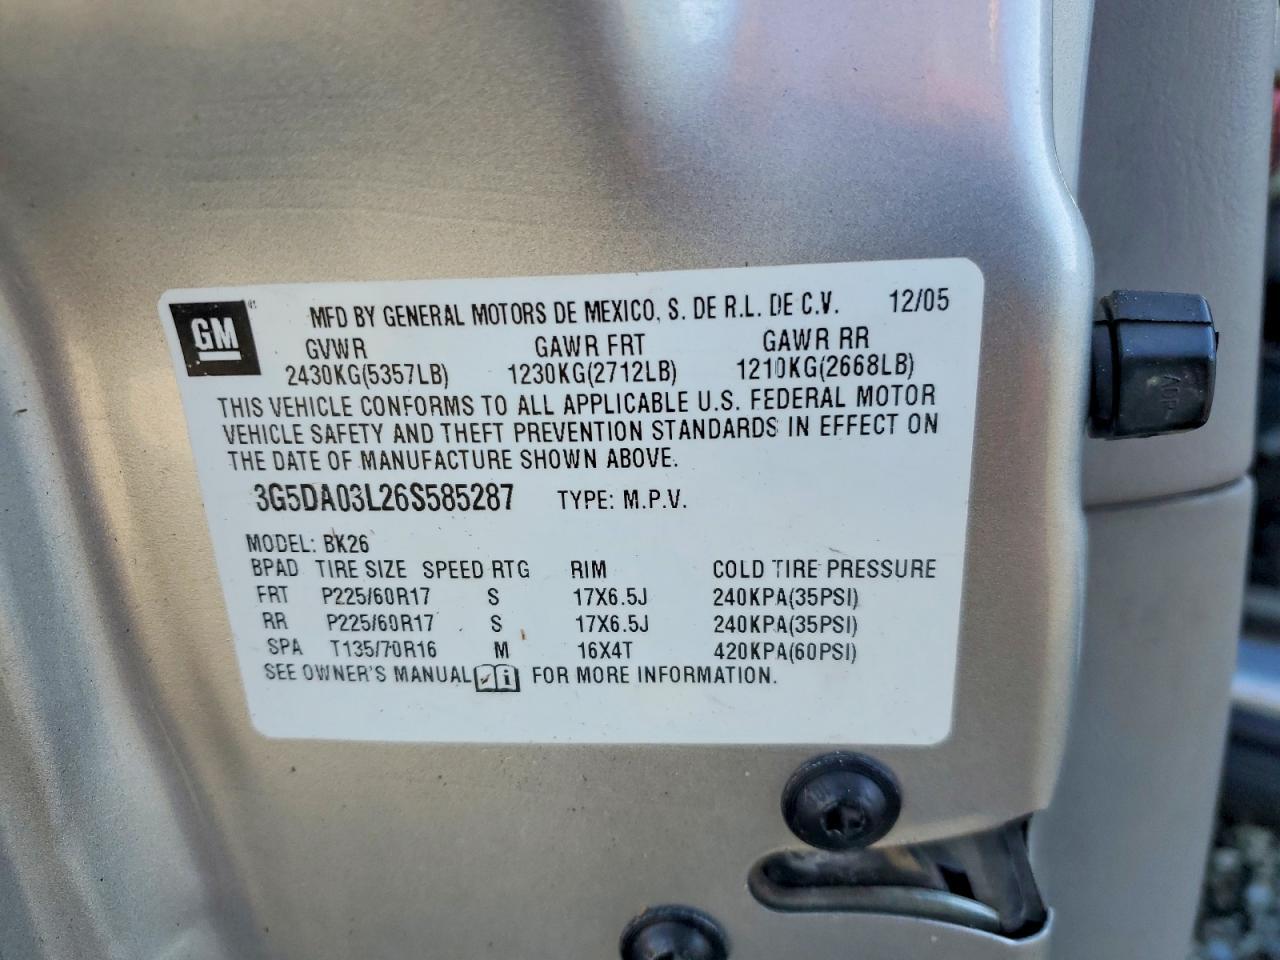 GM
MFD BY GENERAL MOTORS DE MEXICO, S. DE R.L. DE C.V. 12/05
GVWR GAWR FRT GAWR RR
2430KG(5357LB) 1230KG(2712LB) 1210KG(2668LB)
THIS VEHICLE CONFORMS TO ALL APPLICABLE U.S. FEDERAL MOTOR
VEHICLE SAFETY AND THEFT PREVENTION STANDARDS IN EFFECT ON
THE DATE OF MANUFACTURE SHOWN ABOVE.
3G5DA03L26S585287 TYPE: M.P.V.
MODEL: BK26
BPAD TIRE SIZE SPEED RTG RIM COLD TIRE PRESSURE
FRT P225/60R17 S 17X6.5J 240KPA(35PSI)
RR P225/60R17 S 17X6.5J 240KPA(35PSI)
SPA T135/70R16 M 16X4T 420KPA(60PSI)
SEE OWNER'S MANUAL FOR MORE INFORMATION.